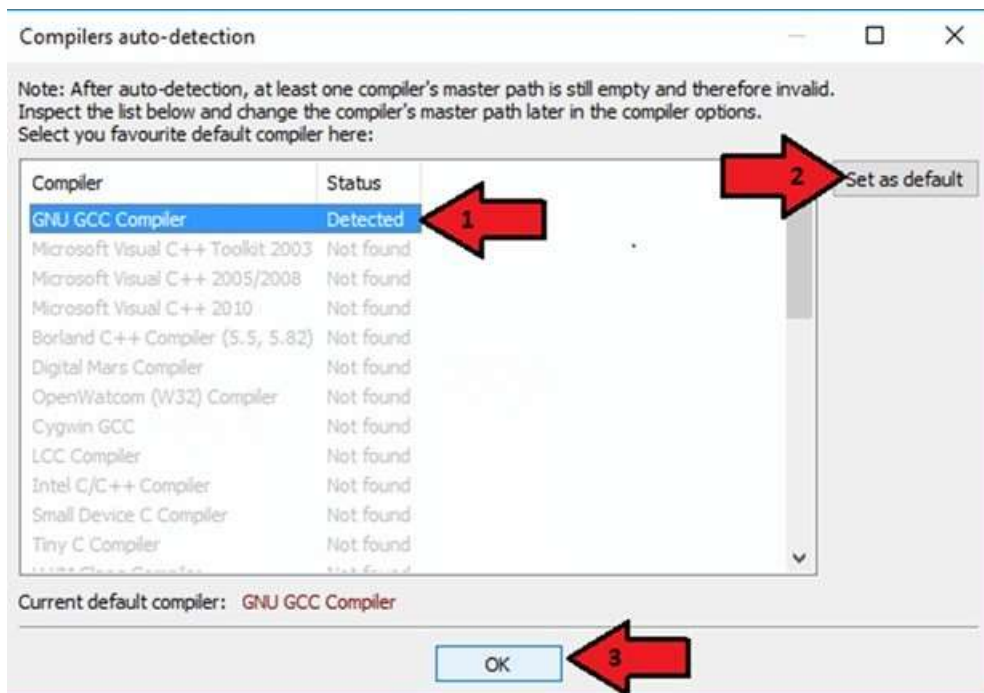 Compilers auto-detection
Note: After auto-detection, at least one compiler's master path is still empty and therefore invalid.
Inspect the list below and change the compiler's master path later in the compiler options.
Select you favourite default compiler here:
Compiler Status
2 Set as default
GNU GCC Compiler Detected 1
Microsoft Visual C++ Toolkit 2003 Not found
Microsoft Visual C++ 2005/2008 Not found
Microsoft Visual C++ 2010 Not found
Borland C++ Compiler (5.5, 5.82) Not found
Digital Mars Compiler Not found
OpenWatcom (W32) Compiler Not found
Cygwin GCC Not found
LCC Compiler Not found
Intel C/C++ Compiler Not found
Small Device C Compiler Not found
Tiny C Compiler Not found
Current default compiler: GNU GCC Compiler
OK 3